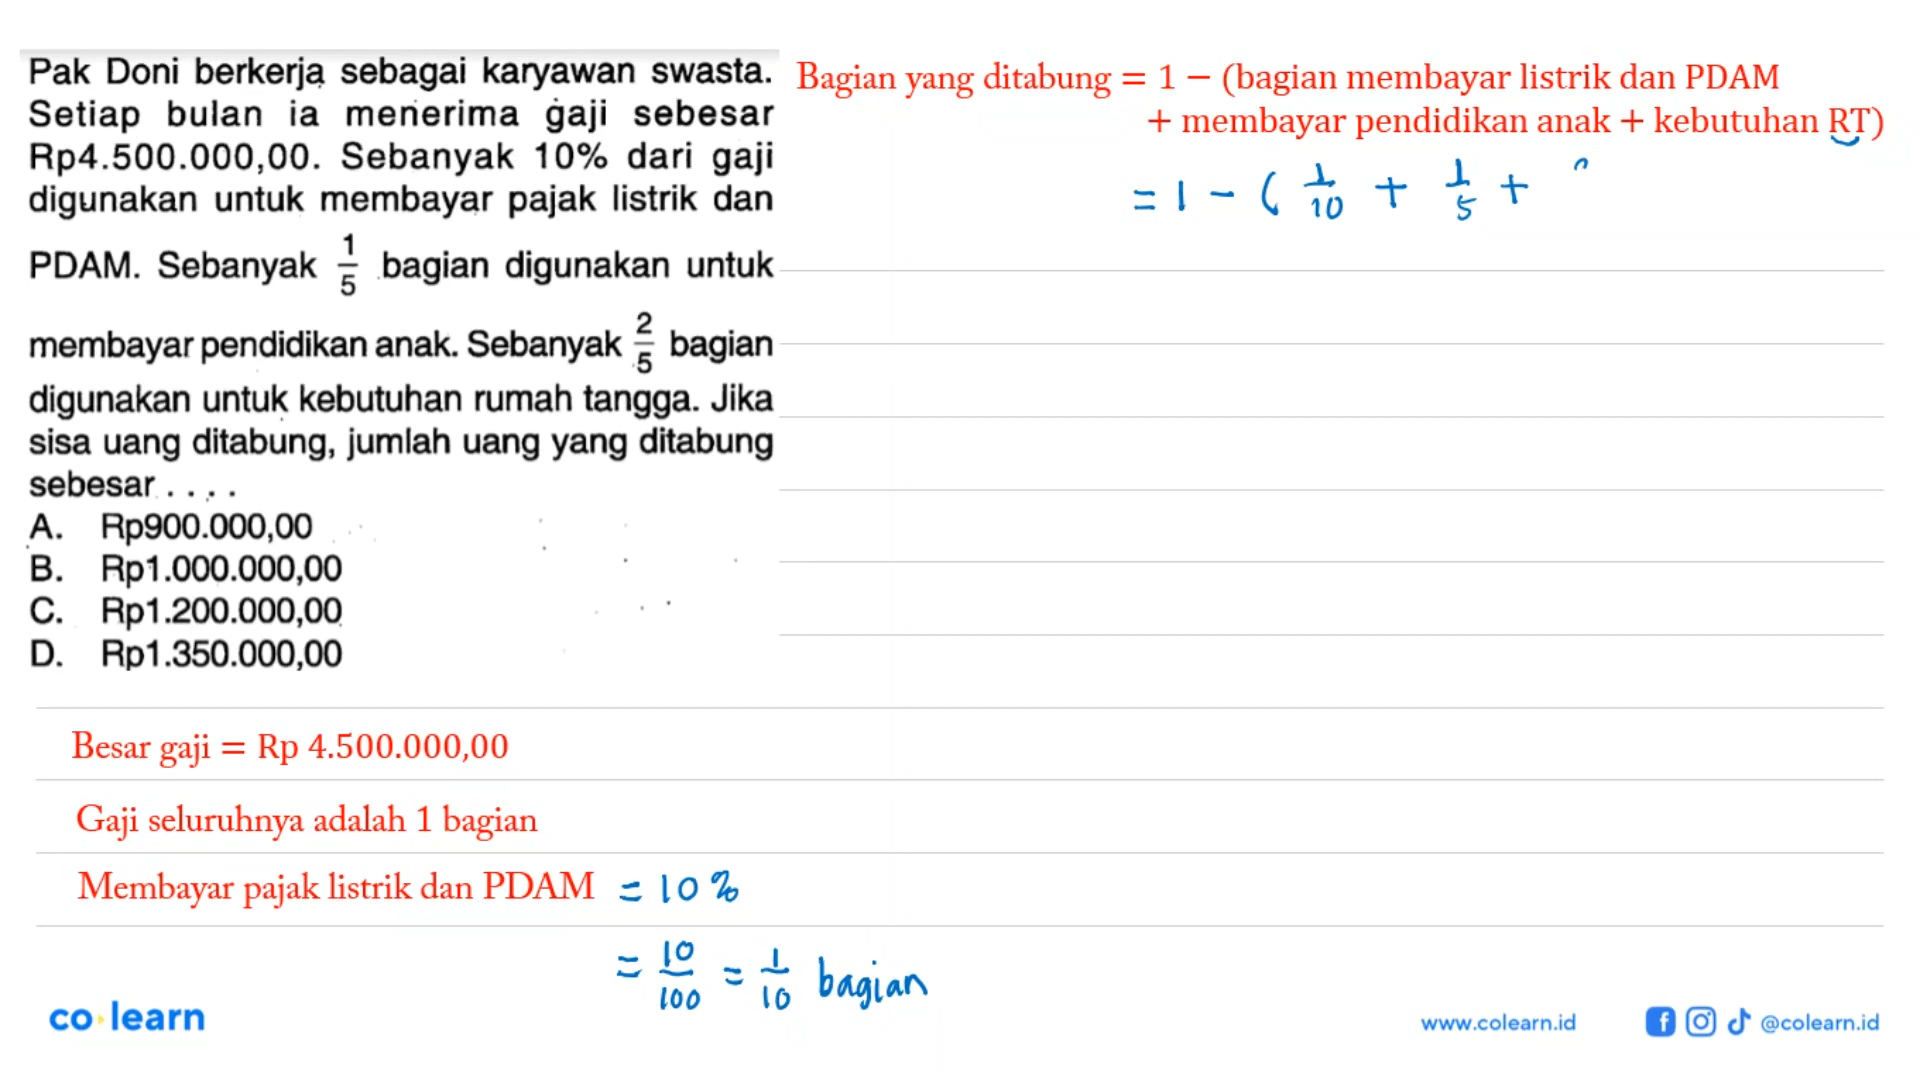 Pak Doni berkerja sebagai karyawan swasta.
Setiap bulan ia menerima gaji sebesar
Rp4.500.000,00. Sebanyak 10% dari gaji
digunakan untuk membayar pajak listrik dan
PDAM. Sebanyak 1/5 bagian digunakan untuk
membayar pendidikan anak. Sebanyak 2/5 bagian
digunakan untuk kebutuhan rumah tangga. Jika
sisa uang ditabung, jumlah uang yang ditabung
sebesar . . . .
A. Rp900.000,00
B. Rp1.000.000,00
C. Rp1.200.000,00
D. Rp1.350.000,00
Besar gaji = Rp 4.500.000,00
Gaji seluruhnya adalah 1 bagian
Membayar pajak listrik dan PDAM = 10%
= 10/100 = 1/10 bagian
Bagian yang ditabung = 1 − (bagian membayar listrik dan PDAM
+ membayar pendidikan anak + kebutuhan RT)
= 1 − ( 1/10 + 1/5 +
co learn
www.colearn.id
@colearn.id